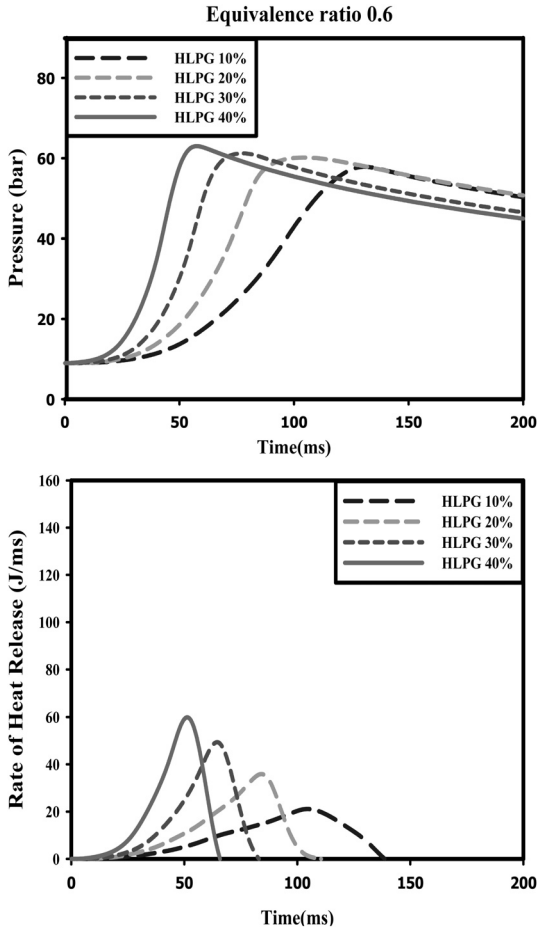 Equivalence ratio 0.6
HLPG 10%
HLPG 20%
HLPG 30%
HLPG 40%
Pressure (bar)
80
60
40
20
0
0 50 100 150 200
Time(ms)
HLPG 10%
HLPG 20%
HLPG 30%
HLPG 40%
Rate of Heat Release (J/ms)
160
140
120
100
80
60
40
20
0
0 50 100 150 200
Time(ms)